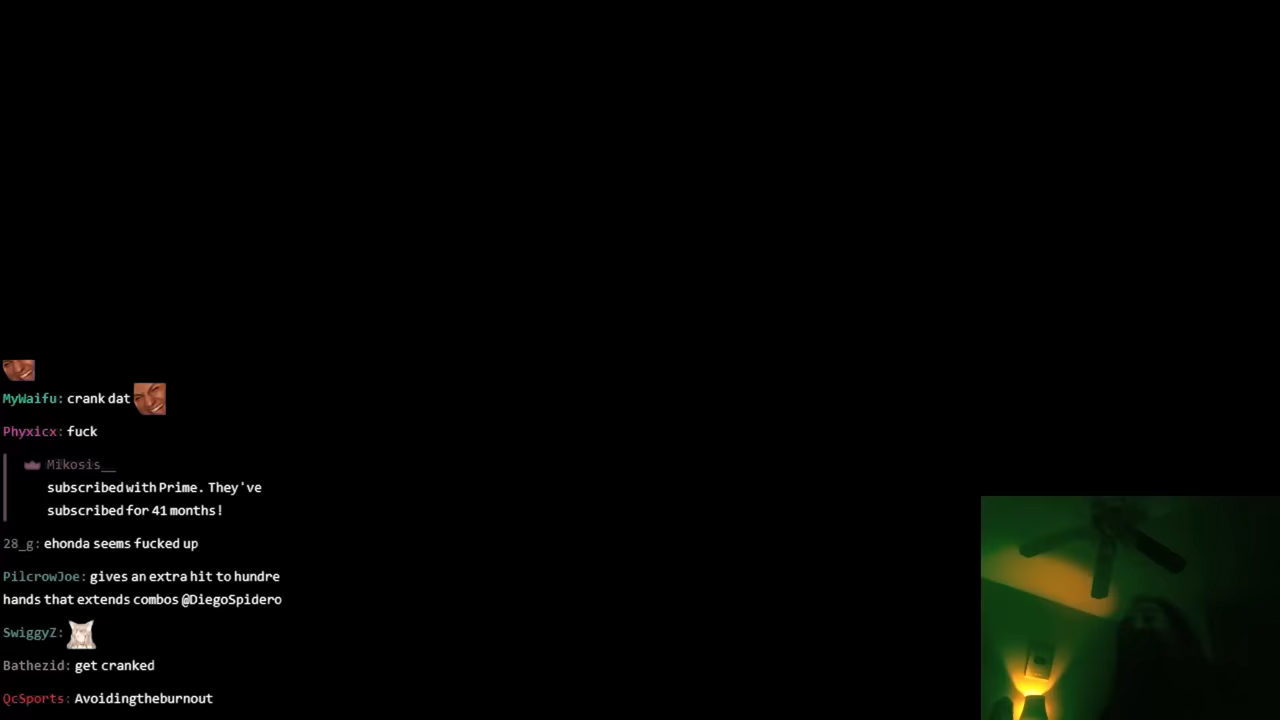 MyWaifu: crank dat
Phyxicx: fuck
Mikosis__
subscribed with Prime. They've
subscribed for 41 months!
28_g: ehonda seems fucked up
PilcrowJoe: gives an extra hit to hundre
hands that extends combos @DiegoSpidero
SwiggyZ:
Bathezid: get cranked
QcSports: Avoidingtheburnout